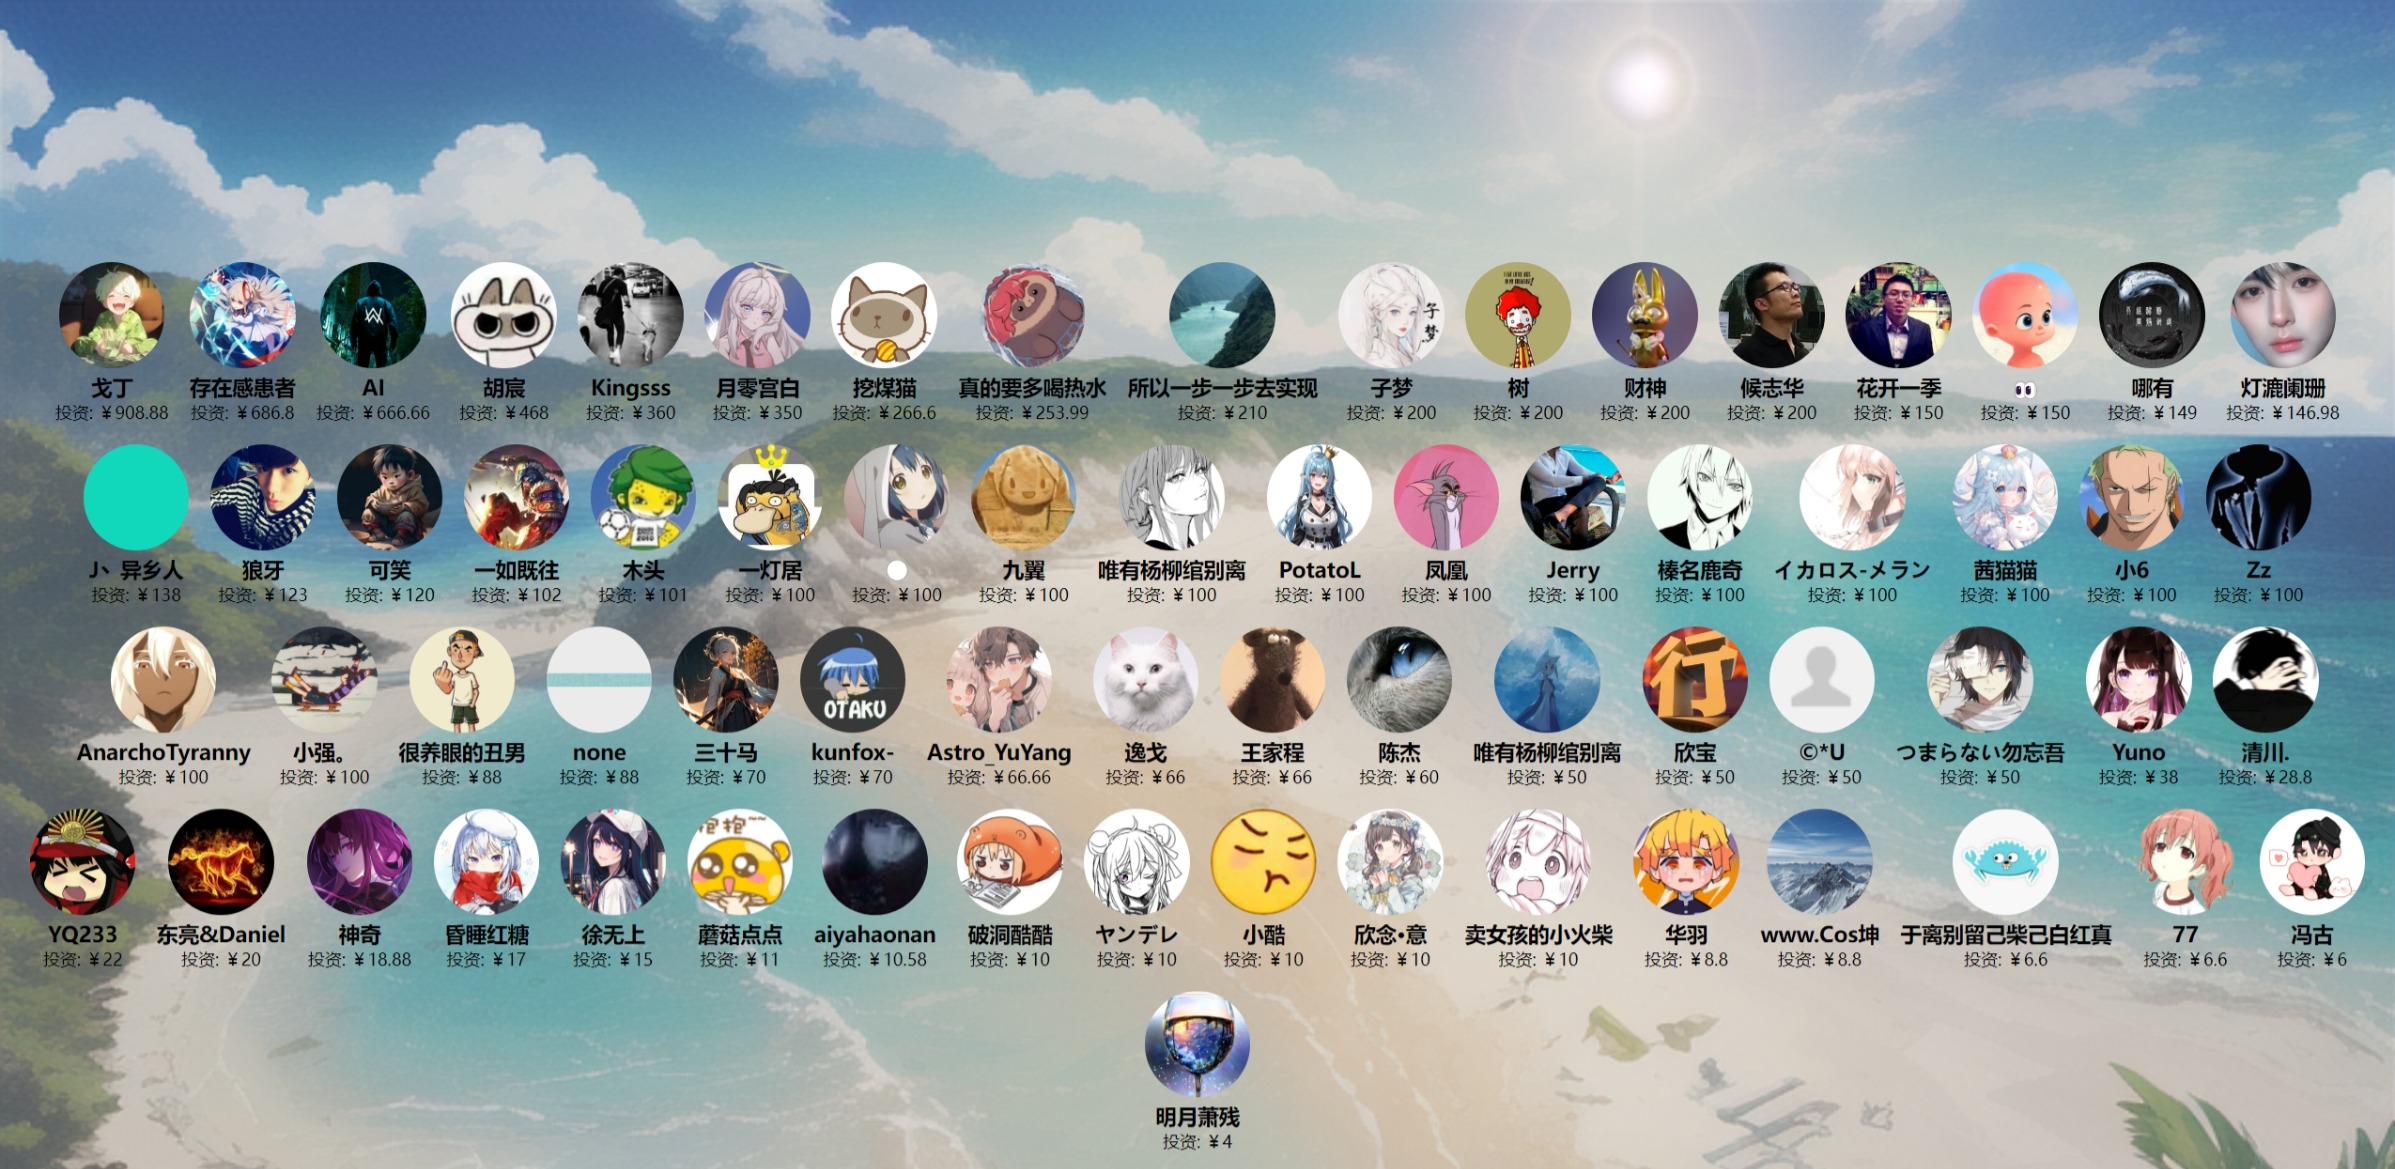 戈丁
投资: ¥908.88
存在感患者
投资: ¥686.8
AI
投资: ¥666.66
胡宸
投资: ¥468
Kingsss
投资: ¥360
月零宫白
投资: ¥350
挖煤猫
投资: ¥266.6
真的要多喝热水
投资: ¥253.99
所以一步一步去实现
投资: ¥210
子梦
子梦
投资: ¥200
树
投资: ¥200
财神
投资: ¥200
候志华
投资: ¥200
花开一季
投资: ¥150
👀
投资: ¥150
哪有
投资: ¥149
灯漉阑珊
投资: ¥146.98
J丶异乡人
投资: ¥138
狼牙
投资: ¥123
可笑
投资: ¥120
一如既往
投资: ¥102
木头
投资: ¥101
一灯居
投资: ¥100
投资: ¥100
九翼
投资: ¥100
唯有杨柳绾别离
投资: ¥100
PotatoL
投资: ¥100
凤凰
投资: ¥100
Jerry
投资: ¥100
榛名鹿奇
投资: ¥100
イカロス-メラン
投资: ¥100
茜猫猫
投资: ¥100
小6
投资: ¥100
Zz
投资: ¥100
AnarchoTyranny
投资: ¥100
小强。
投资: ¥100
很养眼的丑男
投资: ¥88
none
投资: ¥88
三十马
投资: ¥70
OTAKU
kunfox-
投资: ¥70
Astro_YuYang
投资: ¥66.66
逸戈
投资: ¥66
王家程
投资: ¥66
陈杰
投资: ¥60
唯有杨柳绾别离
投资: ¥50
行
欣宝
投资: ¥50
©*U
投资: ¥50
つまらない勿忘吾
投资: ¥50
Yuno
投资: ¥38
清川.
投资: ¥28.8
YQ233
投资: ¥22
东亮&Daniel
投资: ¥20
神奇
投资: ¥18.88
昏睡红糖
投资: ¥17
徐无上
投资: ¥15
抱抱~~
蘑菇点点
投资: ¥11
aiyahaonan
投资: ¥10.58
破洞酷酷
投资: ¥10
ヤンデレ
投资: ¥10
小酷
投资: ¥10
欣念•意
投资: ¥10
卖女孩的小火柴
投资: ¥10
华羽
投资: ¥8.8
www.Cos坤
投资: ¥8.8
于离别留己柴己白红真
投资: ¥6.6
77
投资: ¥6.6
冯古
投资: ¥6
明月萧残
投资: ¥4